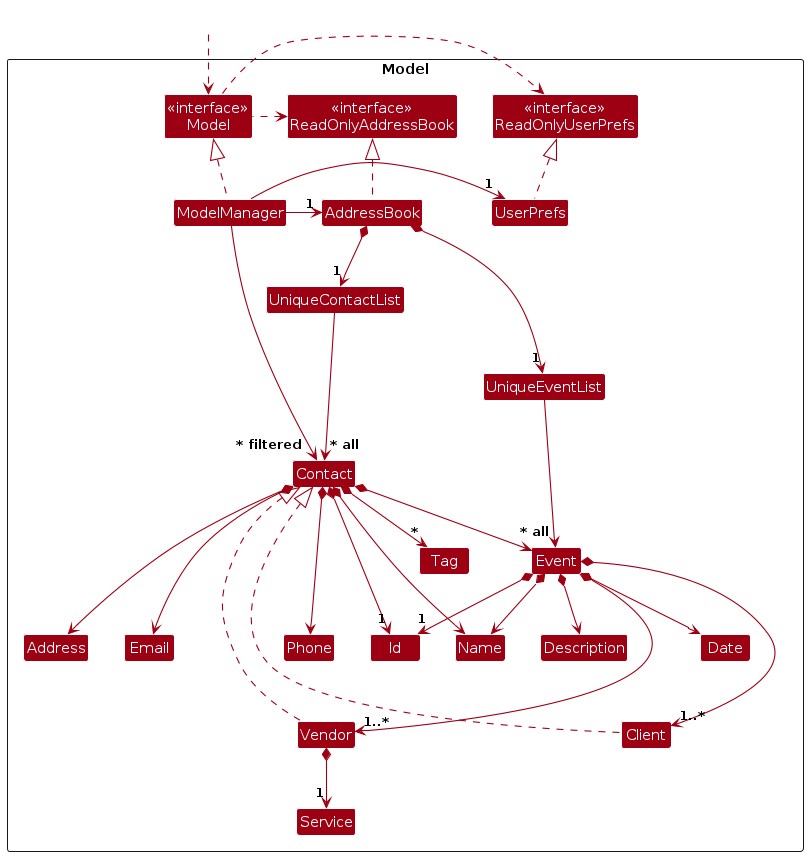 Model
«interface»
Model
«interface»
ReadOnlyAddressBook
«interface»
ReadOnlyUserPrefs
1
ModelManager
1
AddressBook
UserPrefs
1
UniqueContactList
1
UniqueEventList
* filtered
* all
Contact
*
* all
Tag
Event
1
1
Address
Email
Phone
Id
Name
Description
Date
1..*
1..*
Vendor
Client
1
Service